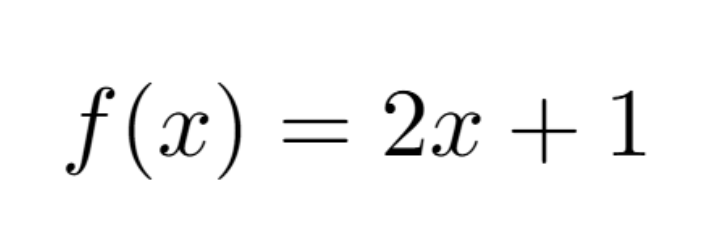 f(x) = 2x + 1